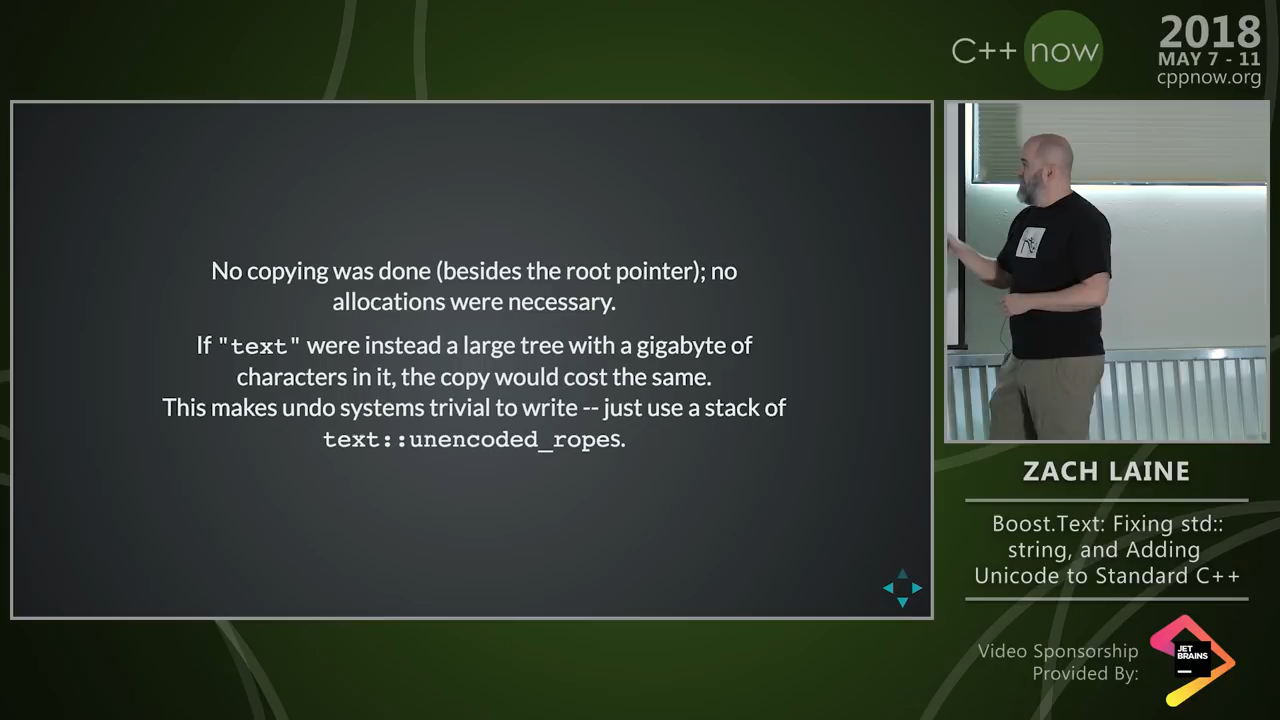 C++ now
2018
MAY 7 - 11
cppnow.org
No copying was done (besides the root pointer); no
allocations were necessary.
If "text" were instead a large tree with a gigabyte of
characters in it, the copy would cost the same.
This makes undo systems trivial to write -- just use a stack of
text::unencoded_ropes.
ZACH LAINE
Boost.Text: Fixing std::
string, and Adding
Unicode to Standard C++
Video Sponsorship
Provided By:
JET
BRAINS